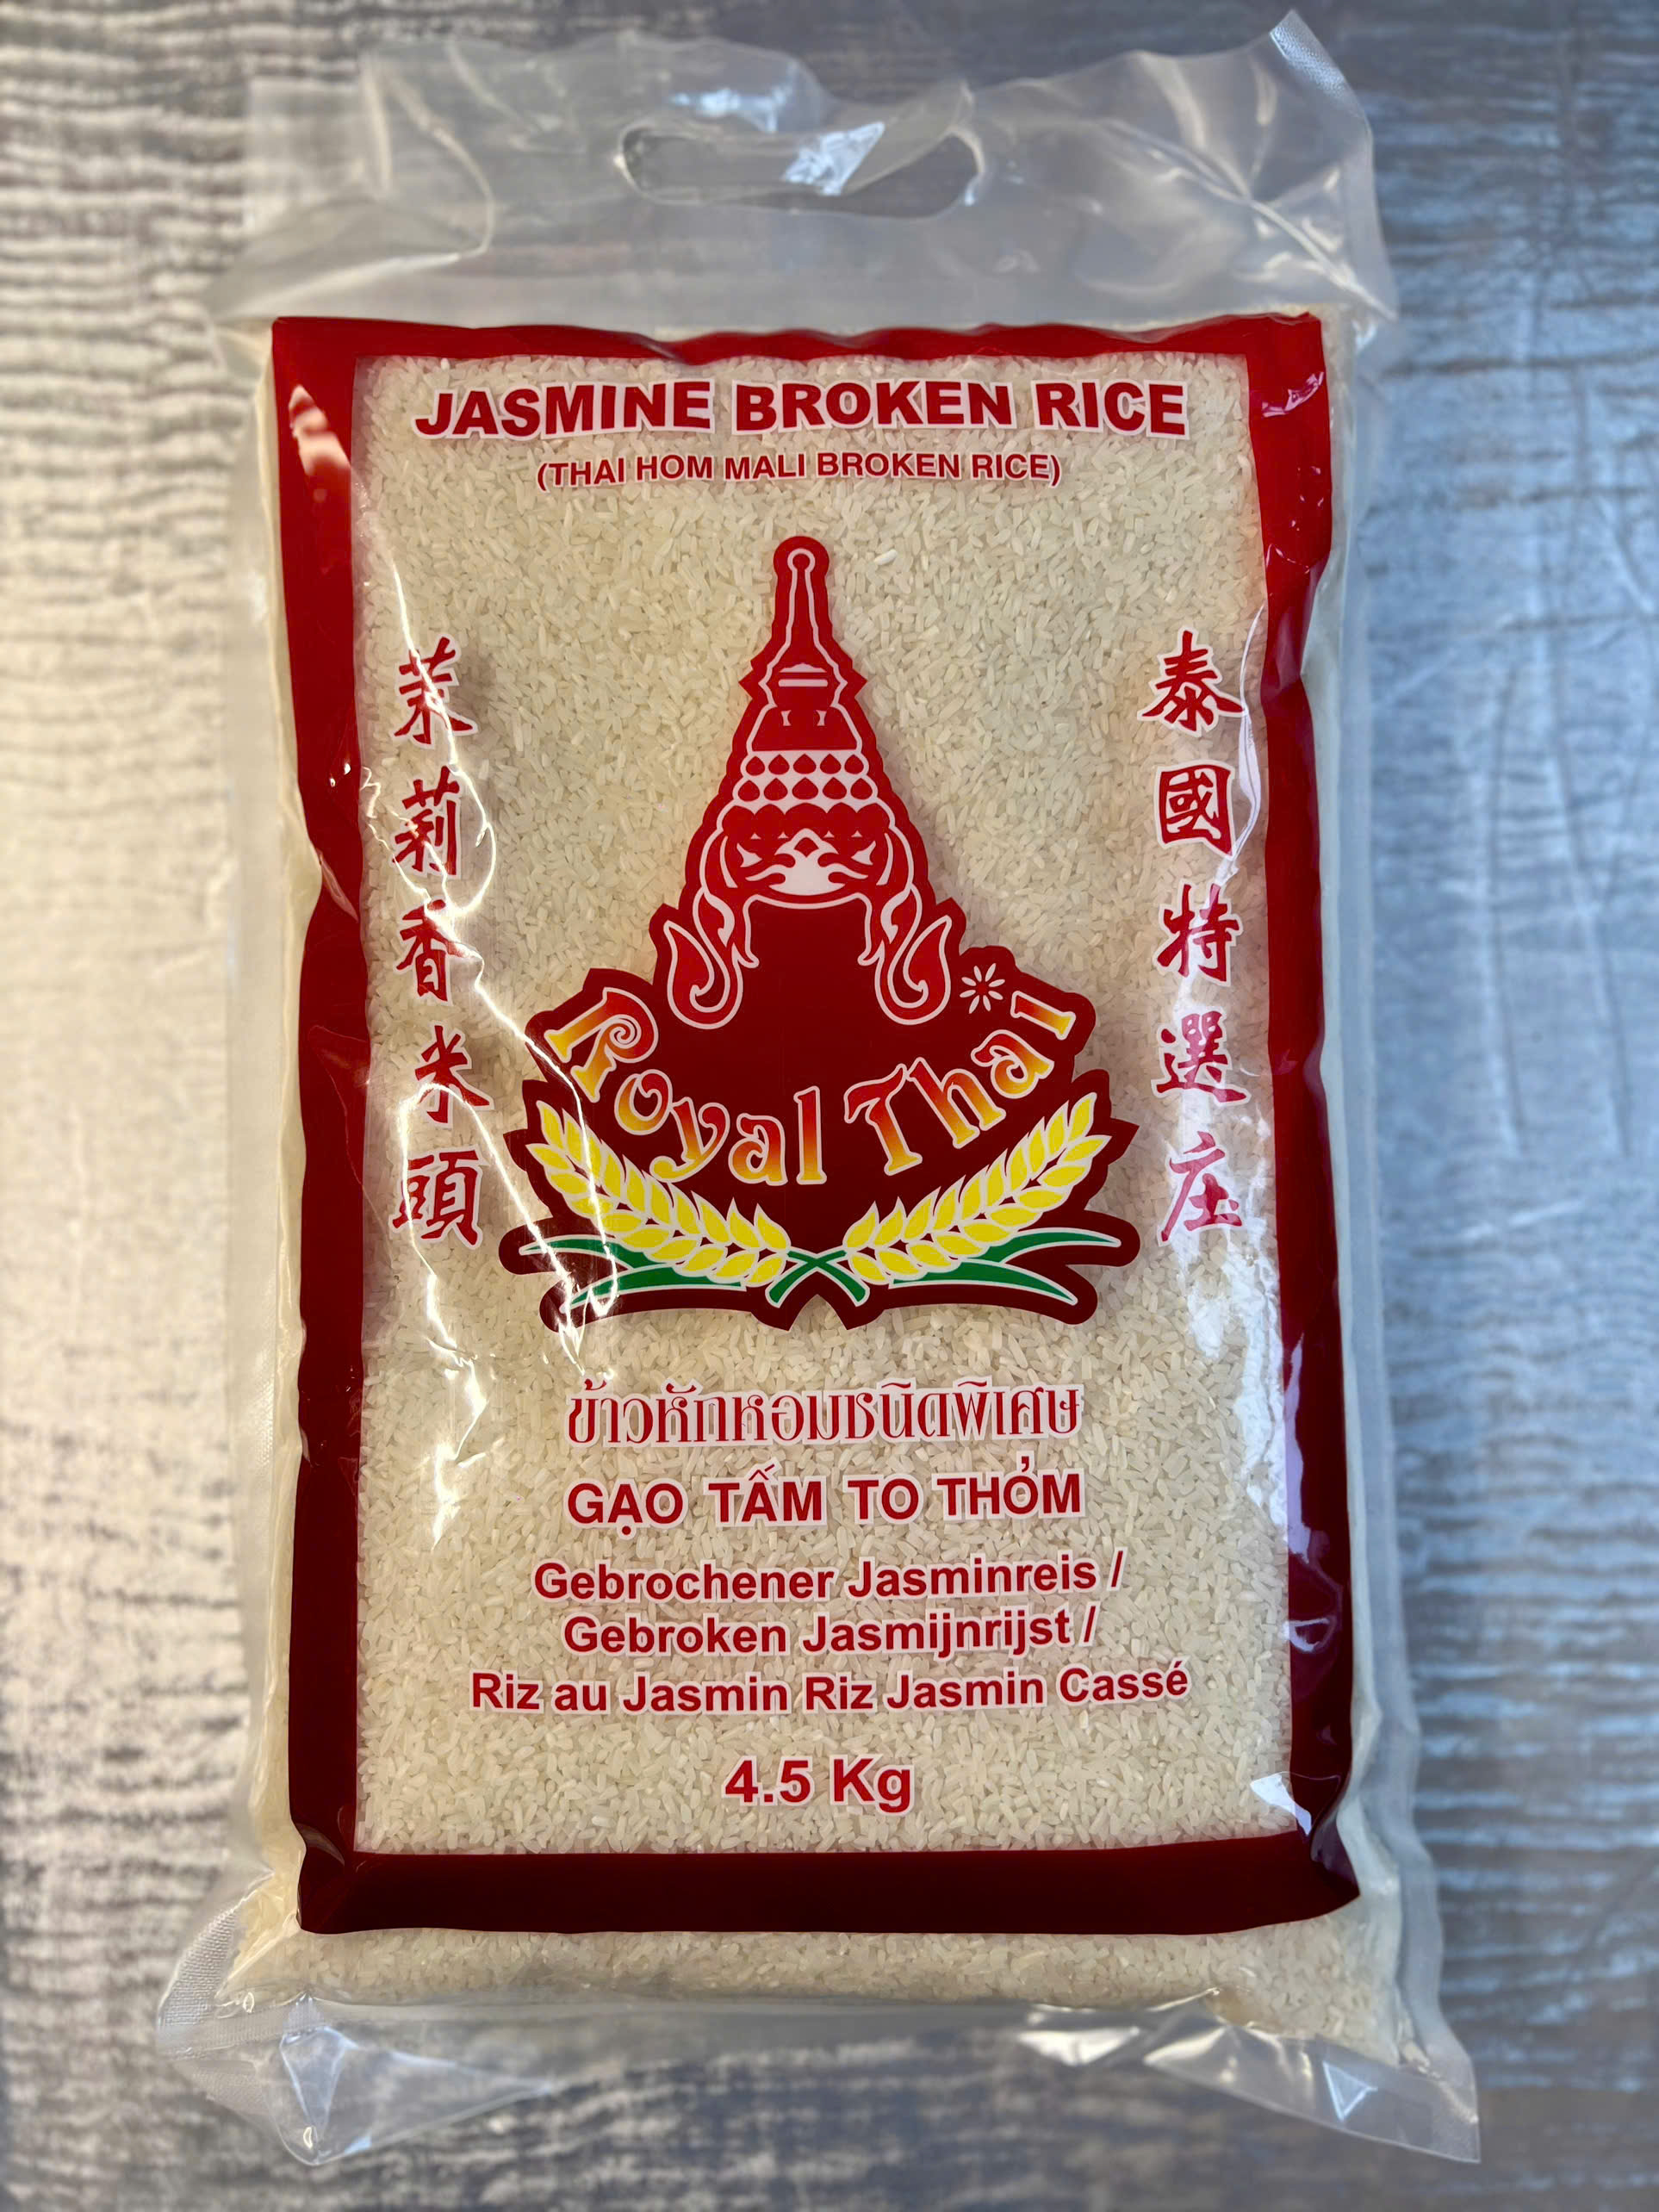 JASMINE BROKEN RICE
(THAI HOM MALI BROKEN RICE)
泰國特選庄
茉莉香米頭
Royal Thai
ข้าวหักหอมชนิดพิเศษ
GẠO TẤM TO THỎM
Gebrochener Jasminreis /
Gebroken Jasmijnrijst /
Riz au Jasmin Riz Jasmin Cassé
4.5 Kg